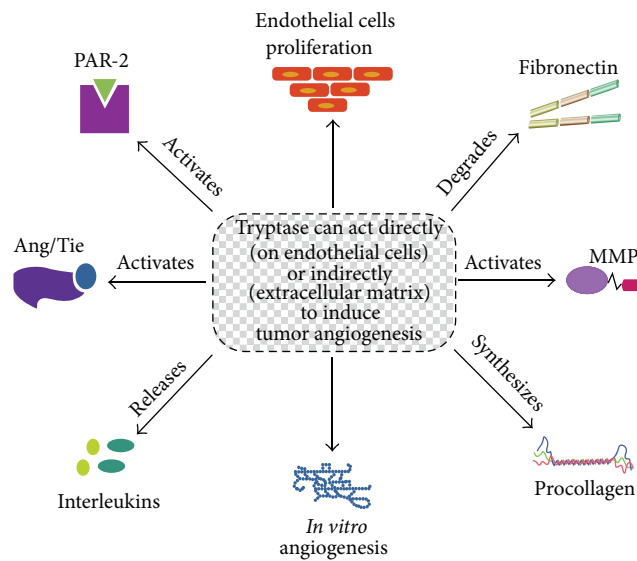 Endothelial cells
proliferation
PAR-2
Fibronectin
Activates
Degrades
Tryptase can act directly
(on endothelial cells)
or indirectly
(extracellular matrix)
to induce
tumor angiogenesis
Ang/Tie
Activates
Activates
MMP
Releases
Synthesizes
Interleukins
In vitro
angiogenesis
Procollagen